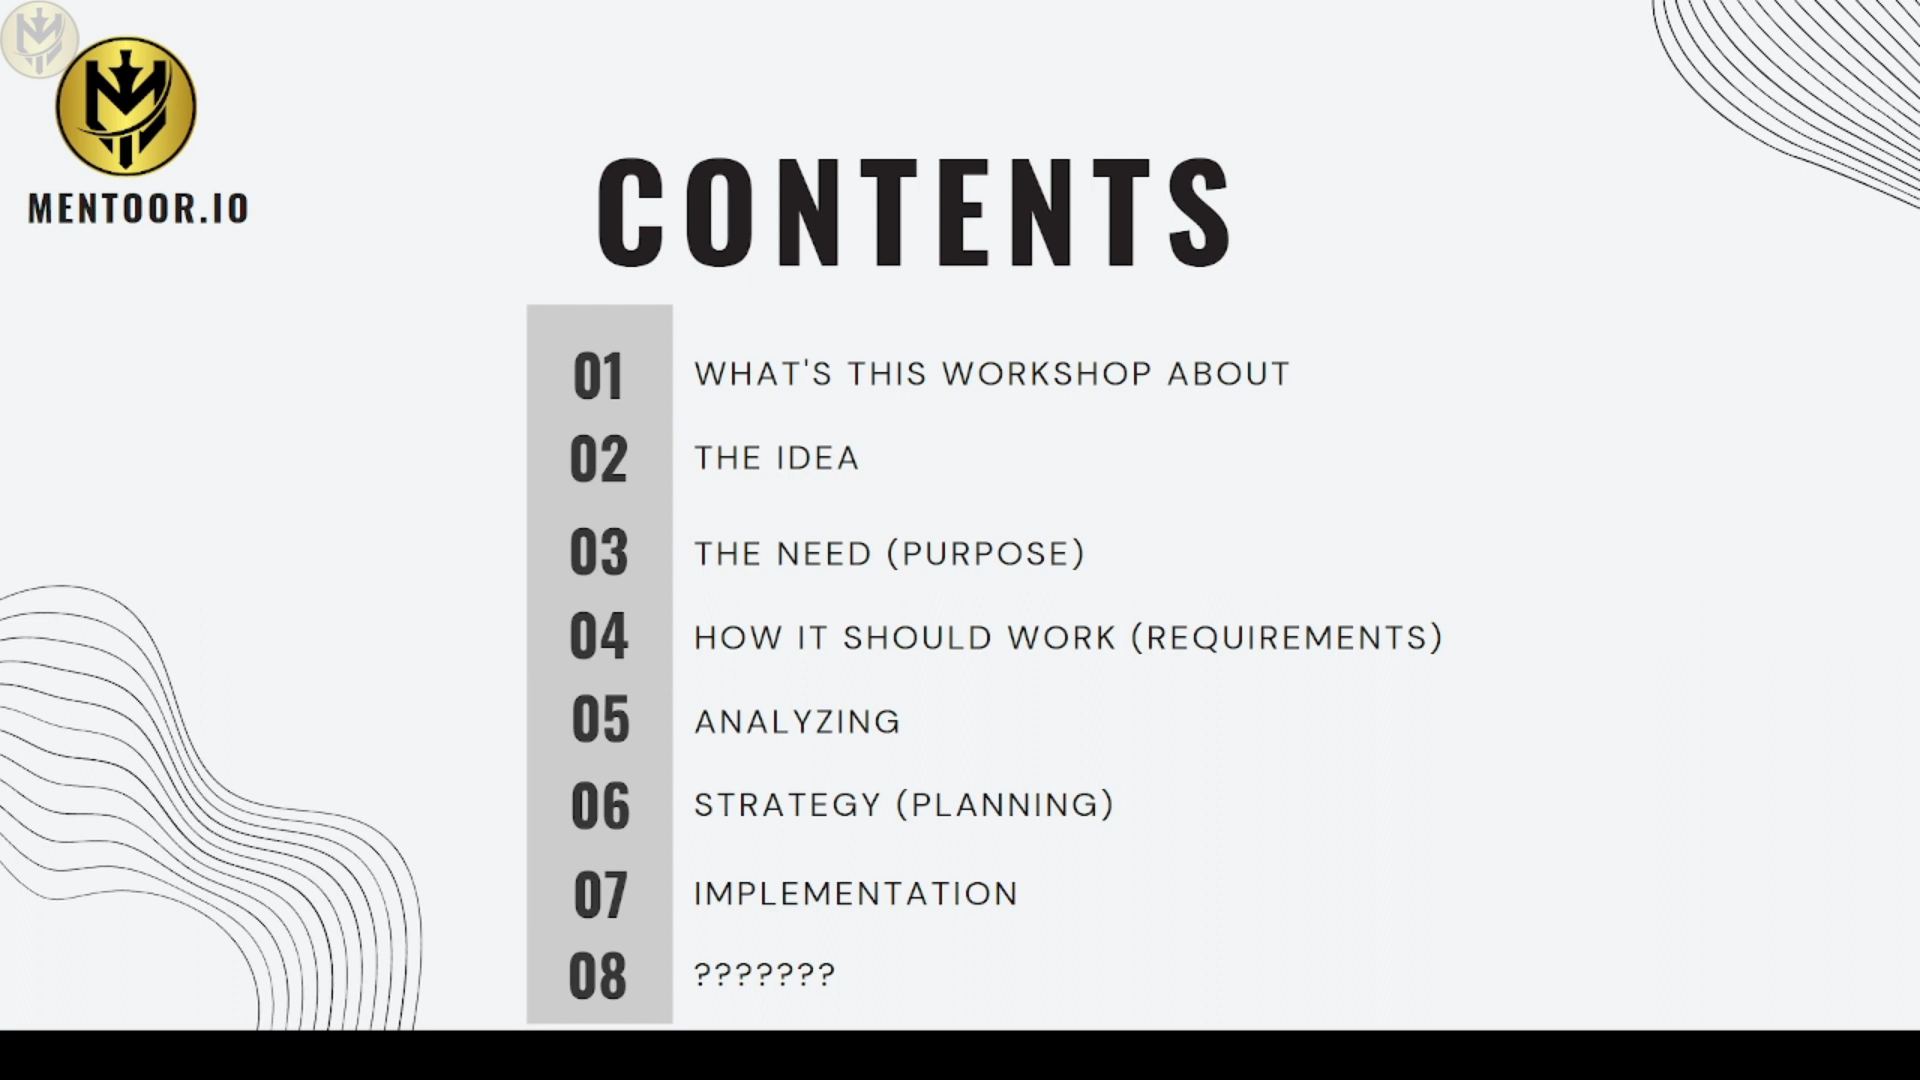 MENTOOR.IO
CONTENTS
01 WHAT'S THIS WORKSHOP ABOUT
02 THE IDEA
03 THE NEED (PURPOSE)
04 HOW IT SHOULD WORK (REQUIREMENTS)
05 ANALYZING
06 STRATEGY (PLANNING)
07 IMPLEMENTATION
08 ???????